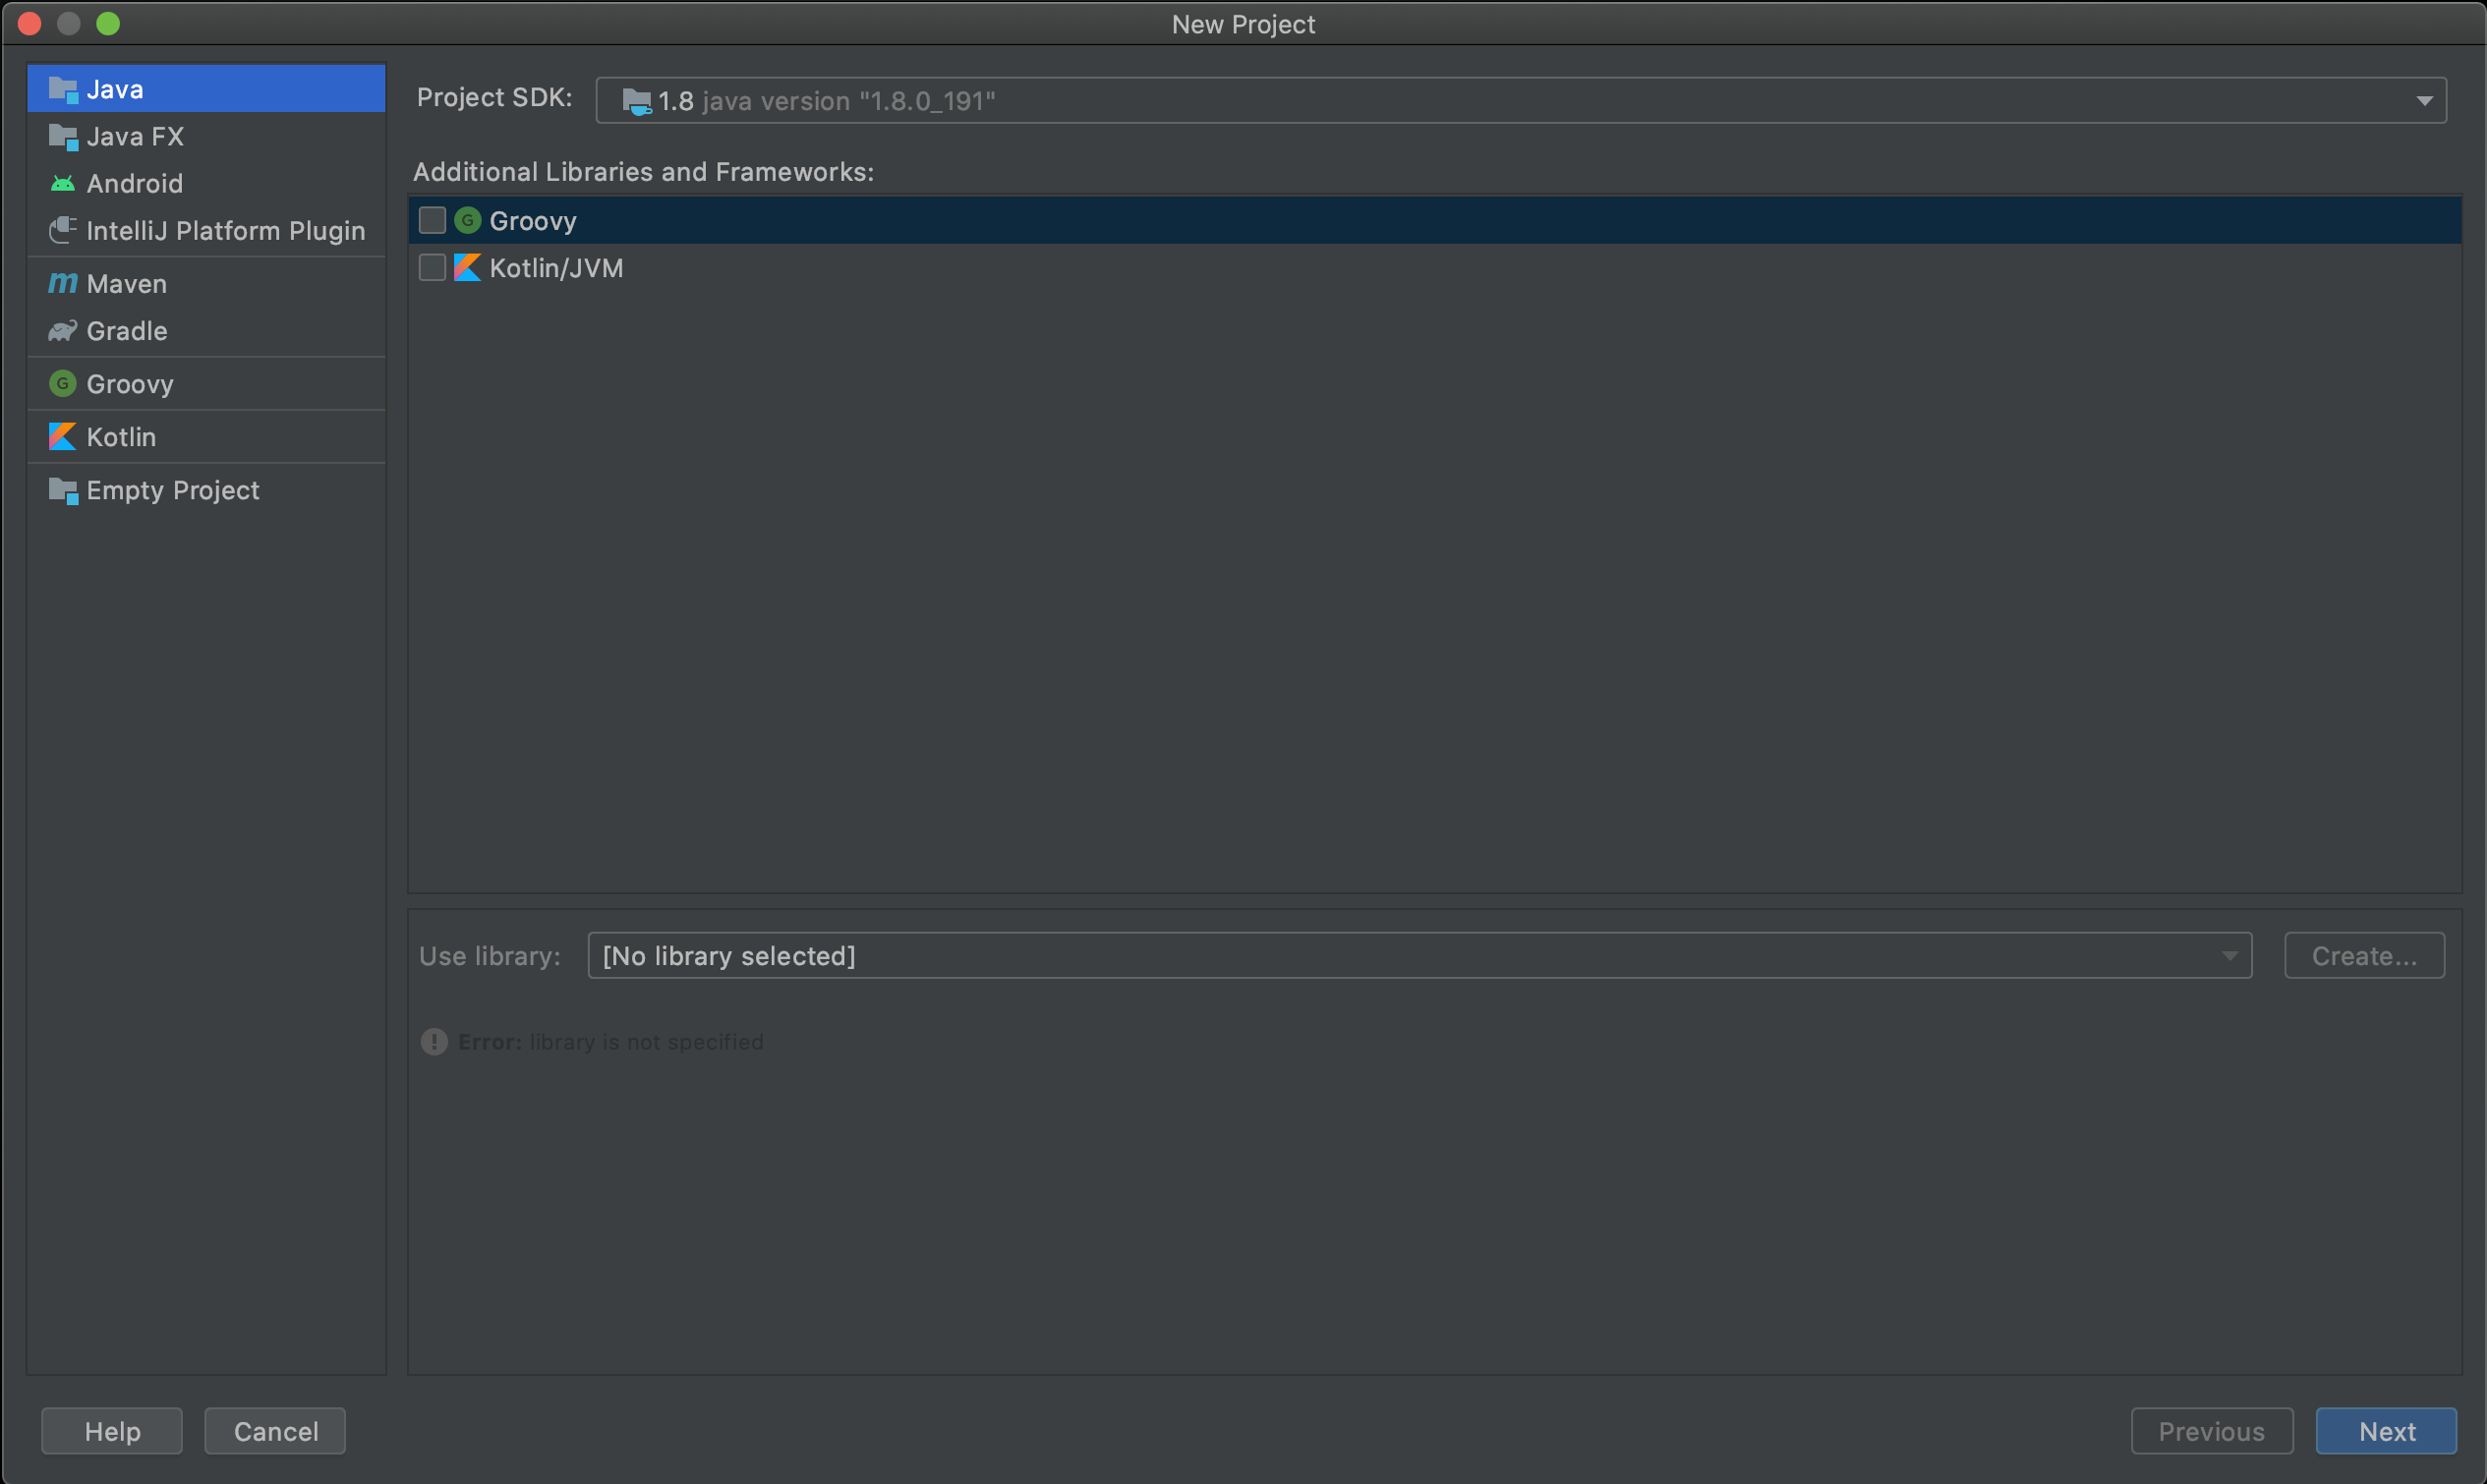 New Project
Java
Java FX
Android
IntelliJ Platform Plugin
Maven
Gradle
Groovy
Kotlin
Empty Project
Project SDK: 1.8 java version "1.8.0_191"
Additional Libraries and Frameworks:
Groovy
Kotlin/JVM
Use library: [No library selected] Create...
Error: library is not specified
Help Cancel Previous Next